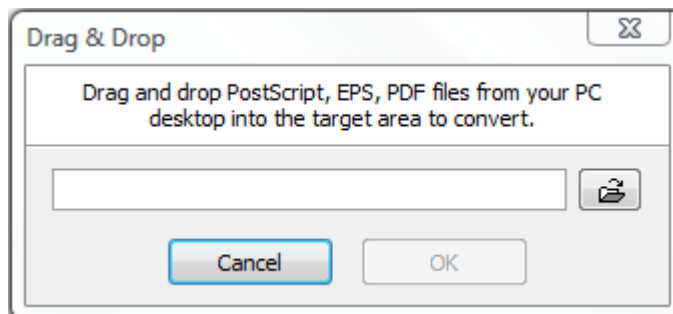 Drag & Drop
Drag and drop PostScript, EPS, PDF files from your PC
desktop into the target area to convert.
Cancel
OK